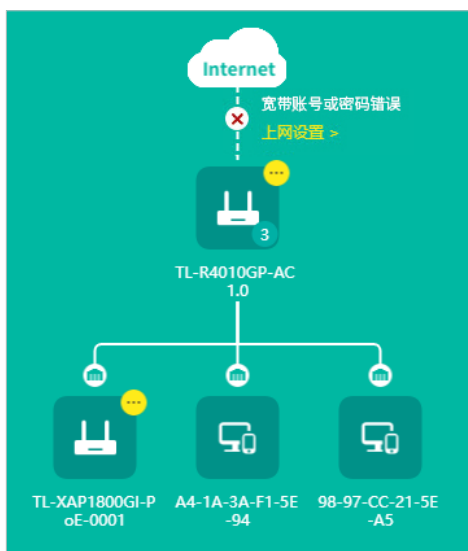 Internet
宽带账号或密码错误
上网设置 >
3
TL-R4010GP-AC
1.0
TL-XAP1800GI-P
oE-0001
A4-1A-3A-F1-5E
-94
98-97-CC-21-5E
-A5